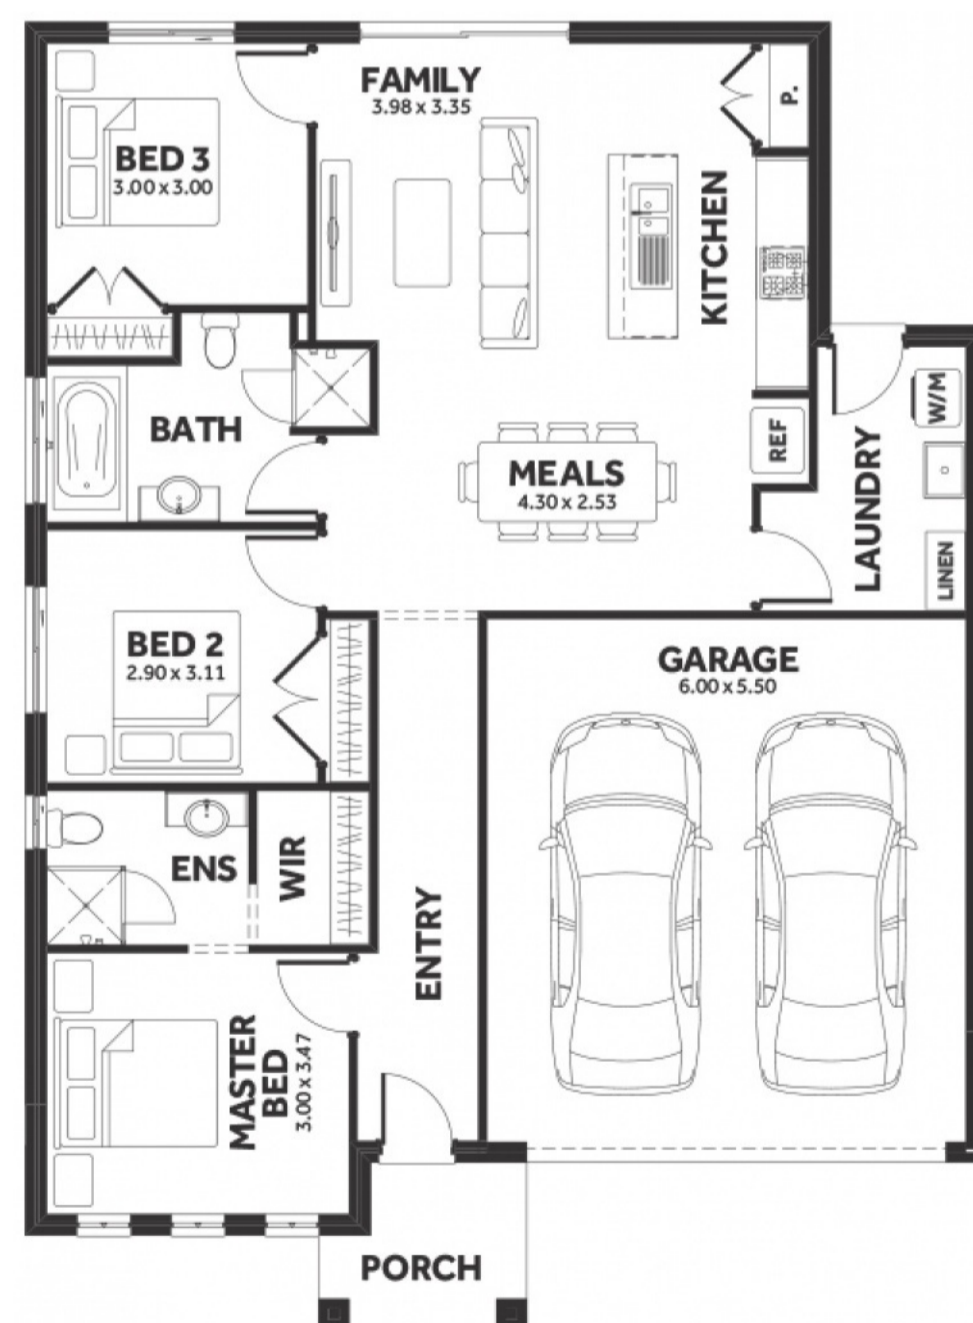 FAMILY
3.98 x 3.35
P.
BED 3
3.00 x 3.00
KITCHEN
BATH
MEALS
4.30 x 2.53
REF
W/M
LAUNDRY
LINEN
BED 2
2.90 x 3.11
GARAGE
6.00 x 5.50
ENS
WIR
ENTRY
MASTER
BED
3.00 x 3.47
PORCH